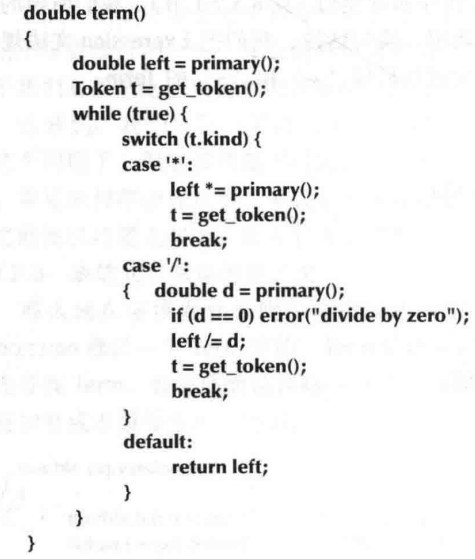 double term()
double left = primary();
Token t = get_token();
while (true) {
switch (t.kind) {
case '*':
left *= primary();
t = get_token();
break;
case '/':
{ double d = primary();
if (d == 0) error("divide by zero");
left /= d;
t = get_token();
break;
}
default:
return left;
}
}
}